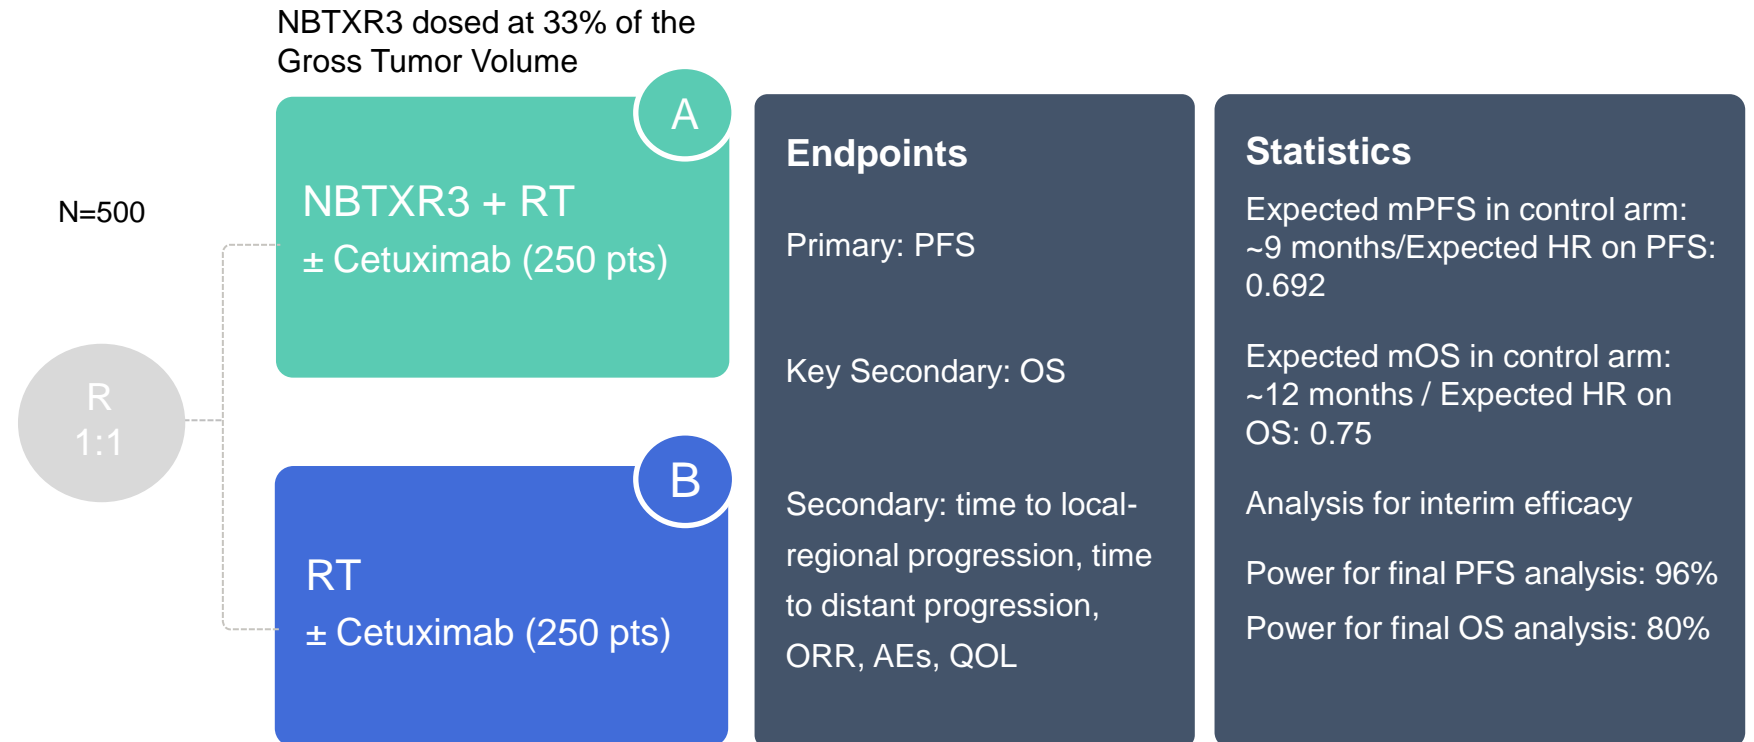 NBTXR3 dosed at 33% of the
Gross Tumor Volume
N=500
R
1:1
A
NBTXR3 + RT
± Cetuximab (250 pts)
B
RT
± Cetuximab (250 pts)
Endpoints
Primary: PFS
Key Secondary: OS
Secondary: time to local-
regional progression, time
to distant progression,
ORR, AEs, QOL
Statistics
Expected mPFS in control arm:
~9 months/Expected HR on PFS:
0.692
Expected mOS in control arm:
~12 months / Expected HR on
OS: 0.75
Analysis for interim efficacy
Power for final PFS analysis: 96%
Power for final OS analysis: 80%